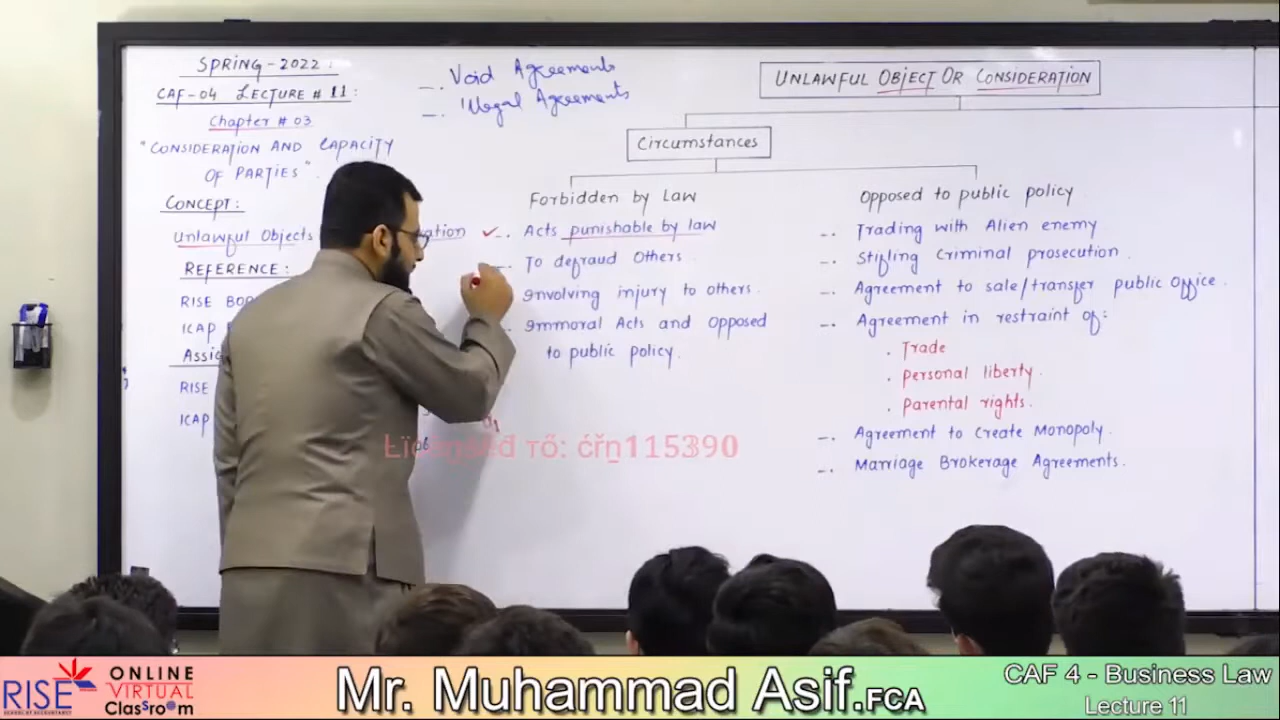 SPRING-2022:
CAF-04 LECTURE # 11:
Chapter # 03
"CONSIDERATION AND CAPACITY
OF PARTIES".
CONCEPT:
Unlawful Objects
REFERENCE:
RISE
ICAP
RISE
ICAP
-. Void Agreements
-. Illegal Agreements
UNLAWFUL OBJECT OR CONSIDERATION
Circumstances
Forbidden by Law
✓-. Acts punishable by law
To defraud Others.
Involving injury to others.
Immoral Acts and Opposed
to public policy.
Opposed to public policy
-. Trading with Alien enemy
-. Stifling Criminal prosecution.
-. Agreement to sale/transfer public Office.
-. Agreement in restraint of:
. Trade
. personal liberty.
. parental rights.
-. Agreement to Create Monopoly.
-. Marriage Brokerage Agreements.
115390
RISE
ONLINE
VIRTUAL
ClassroOm
Mr. Muhammad Asif.FCA
CAF 4 - Business Law
Lecture 11